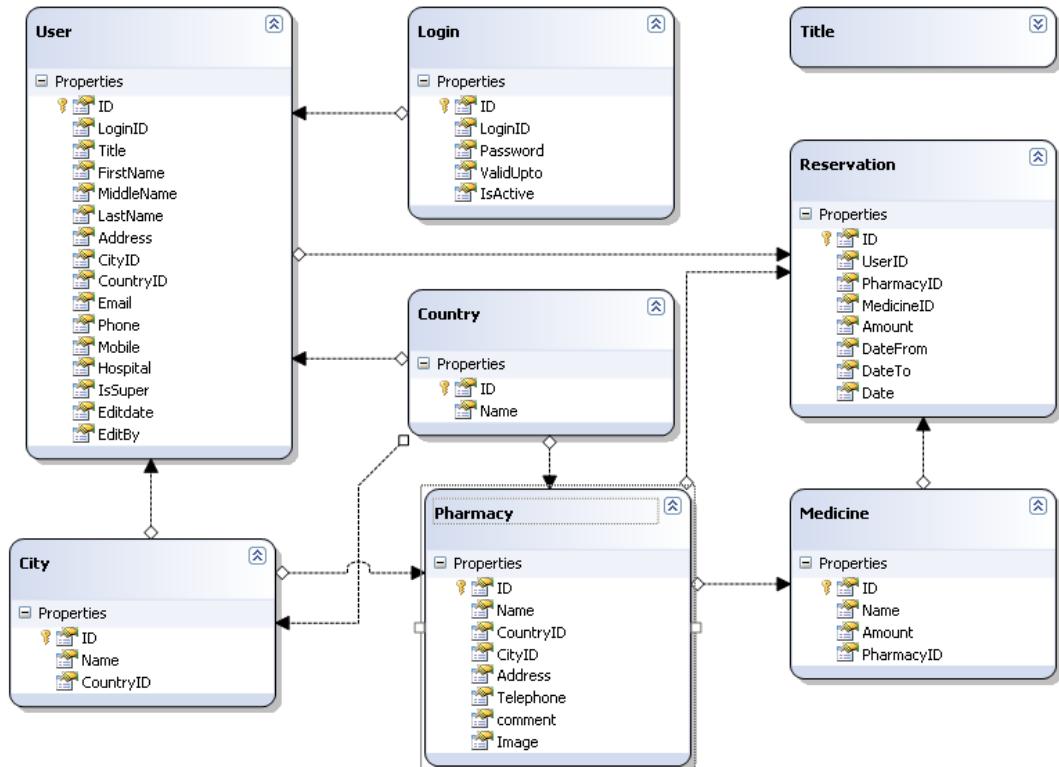 User
Properties
ID
LoginID
Title
FirstName
MiddleName
LastName
Address
CityID
CountryID
Email
Phone
Mobile
Hospital
IsSuper
Editdate
EditBy
Login
Properties
ID
LoginID
Password
ValidUpto
IsActive
Title
Reservation
Properties
ID
UserID
PharmacyID
MedicineID
Amount
DateFrom
DateTo
Date
Country
Properties
ID
Name
City
Properties
ID
Name
CountryID
Pharmacy
Properties
ID
Name
CountryID
CityID
Address
Telephone
comment
Image
Medicine
Properties
ID
Name
Amount
PharmacyID